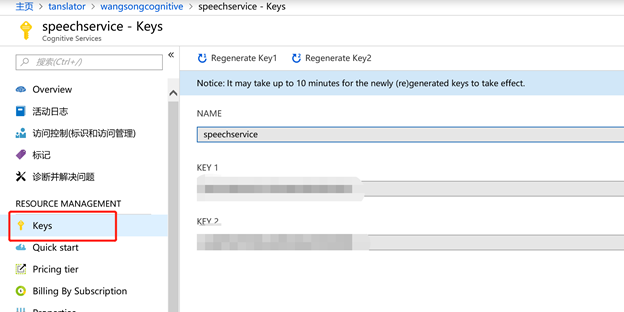 主页 > tanslator > wangsongcognitive > speechservice - Keys
speechservice - Keys
Cognitive Services
搜索(Ctrl+/)
Overview
活动日志
访问控制(标识和访问管理)
标记
诊断并解决问题
RESOURCE MANAGEMENT
Keys
Quick start
Pricing tier
Billing By Subscription
Properties
Regenerate Key1
Regenerate Key2
Notice: It may take up to 10 minutes for the newly (re)generated keys to take effect.
NAME
speechservice
KEY 1
KEY 2